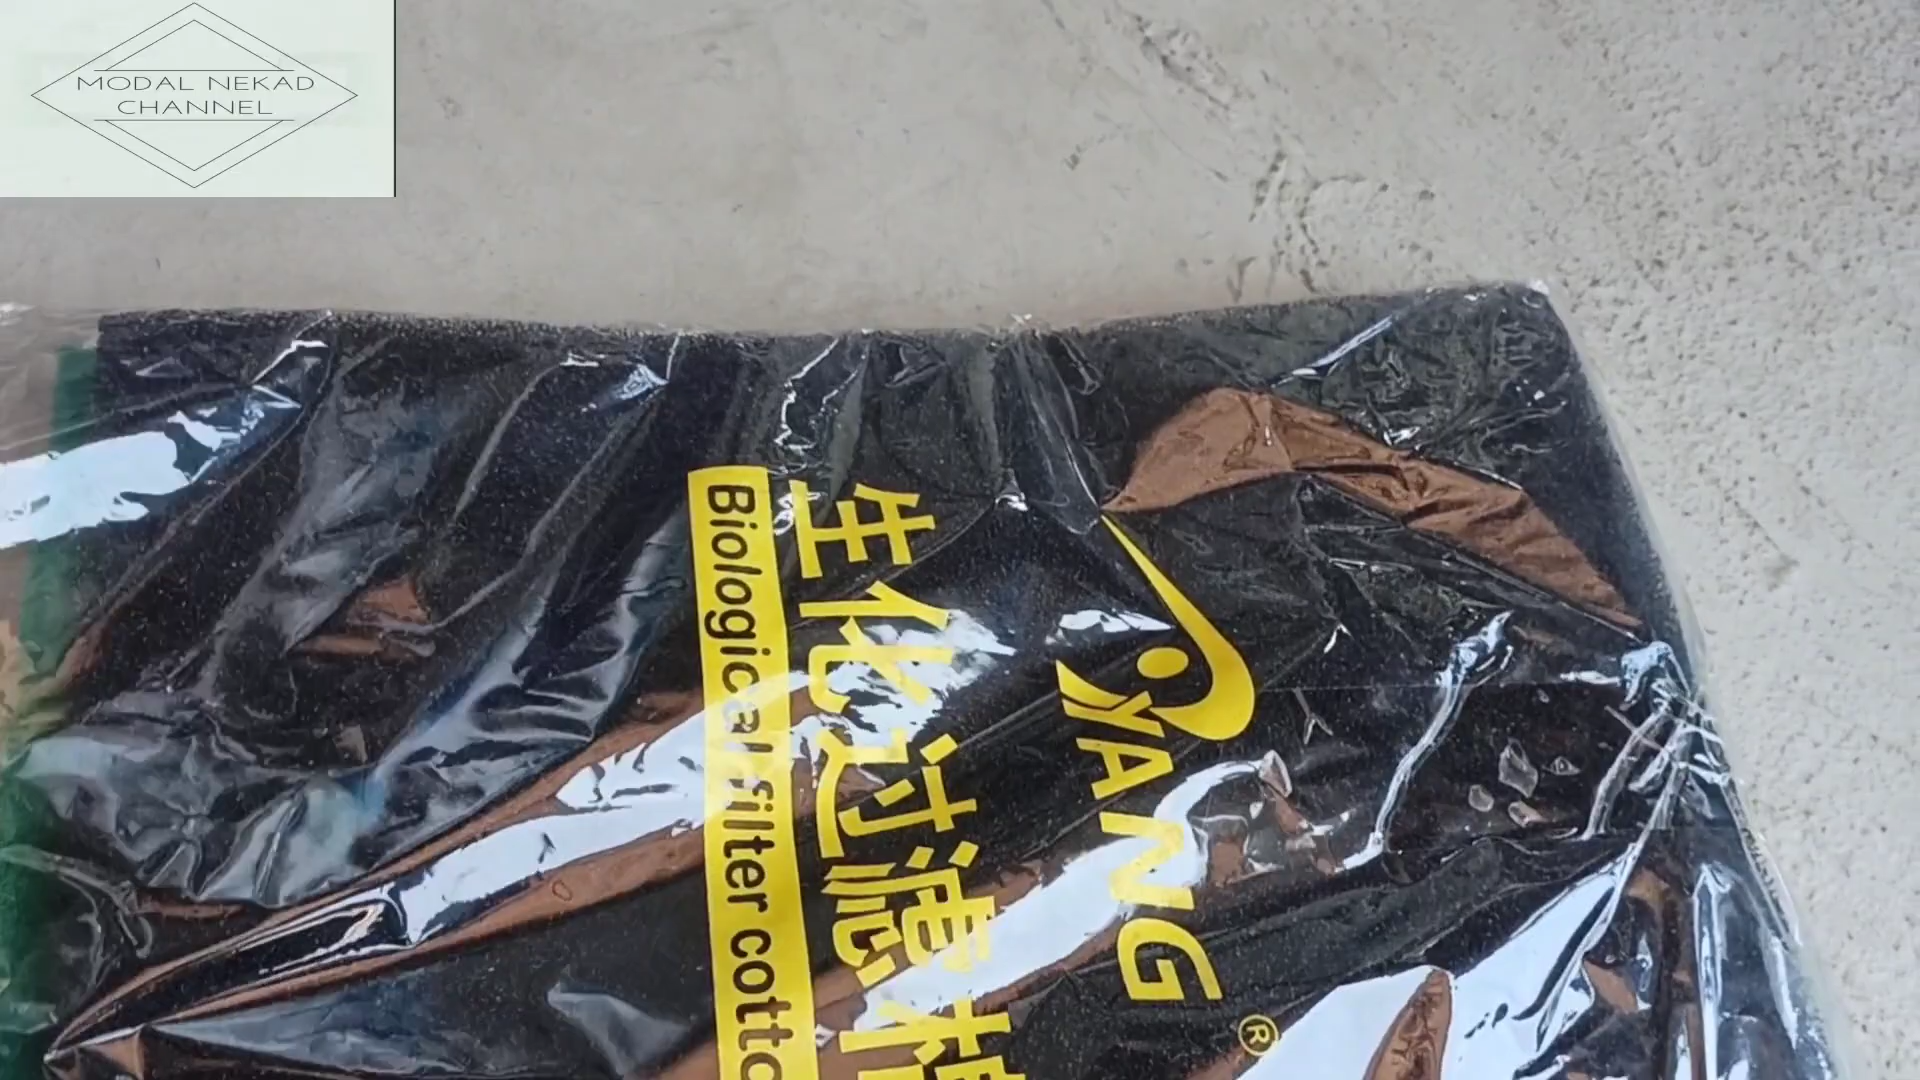 MODAL NEKAD
CHANNEL
YANG®
生化过滤棉
Biological filter cotto